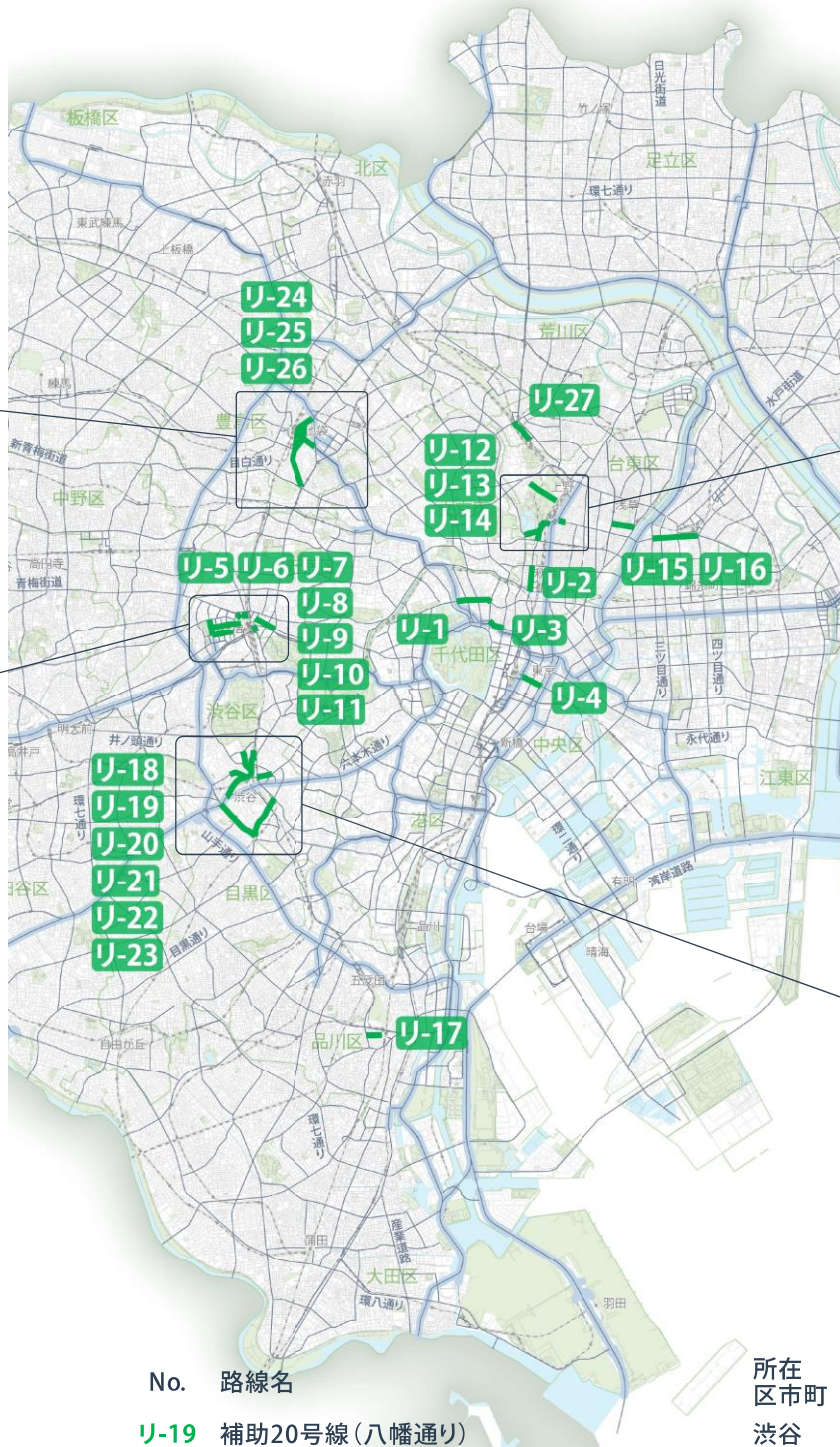 日光街道
竹ノ塚
板橋区
足立区
北区
赤羽
環七通り
東武練馬
上板橋
リ-24
リ-25
リ-26
荒川区
練馬
水戸街道
リ-27
豊島区
新青梅街道
目白通り
リ-12
リ-13
リ-14
台東区
上野
浅草
中野区
高円寺
青梅街道
リ-5 リ-6 リ-7
リ-8
リ-9
リ-10
リ-11
リ-2
リ-15 リ-16
リ-1
リ-3
千代田区
東京
三ツ目通り
四ツ目通り
リ-4
渋谷区
明大前
井ノ頭通り
高井戸
六本木通り
新橋
中央区
永代通り
江東区
リ-18
リ-19
リ-20
リ-21
リ-22
リ-23
環七通り
渋谷
山手通り
港区
環二通り
有明
湾岸道路
目黒区
目黒通り
品川
台場
晴海
五反田
自由が丘
品川区
リ-17
環七通り
蒲田
産業道路
大田区
環八通り
羽田
No. 路線名 所在
区市町
リ-19 補助20号線（八幡通り） 渋谷